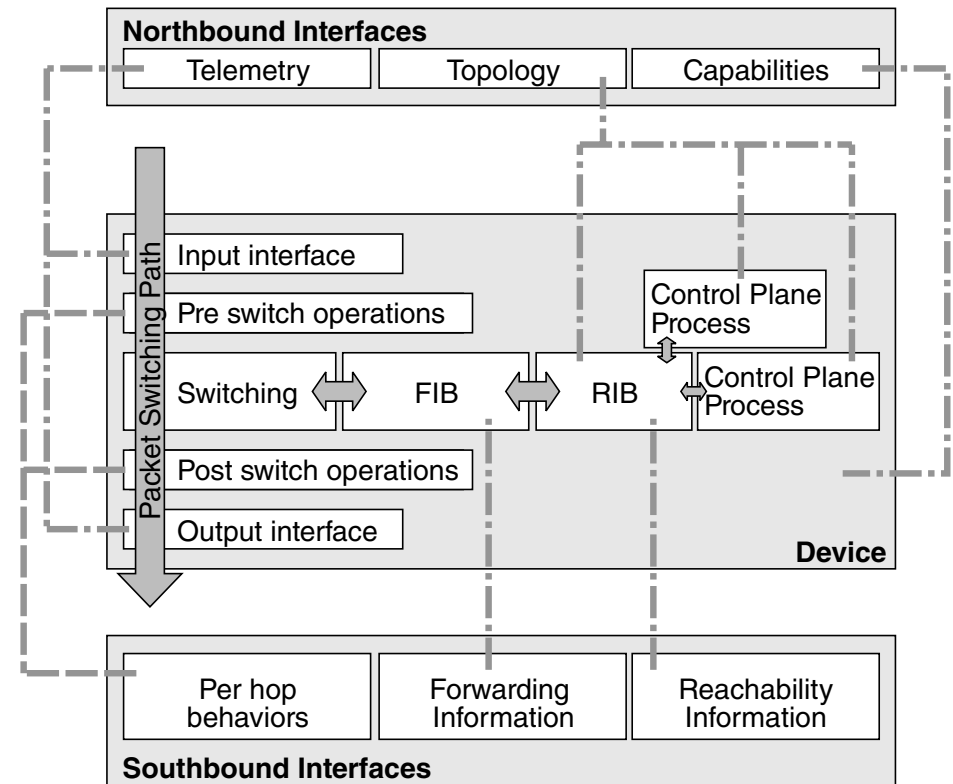 Northbound Interfaces
Telemetry
Topology
Capabilities
Packet Switching Path
Input interface
Pre switch operations
Control Plane
Process
Switching
FIB
RIB
Control Plane
Process
Post switch operations
Output interface
Device
Per hop
behaviors
Forwarding
Information
Reachability
Information
Southbound Interfaces